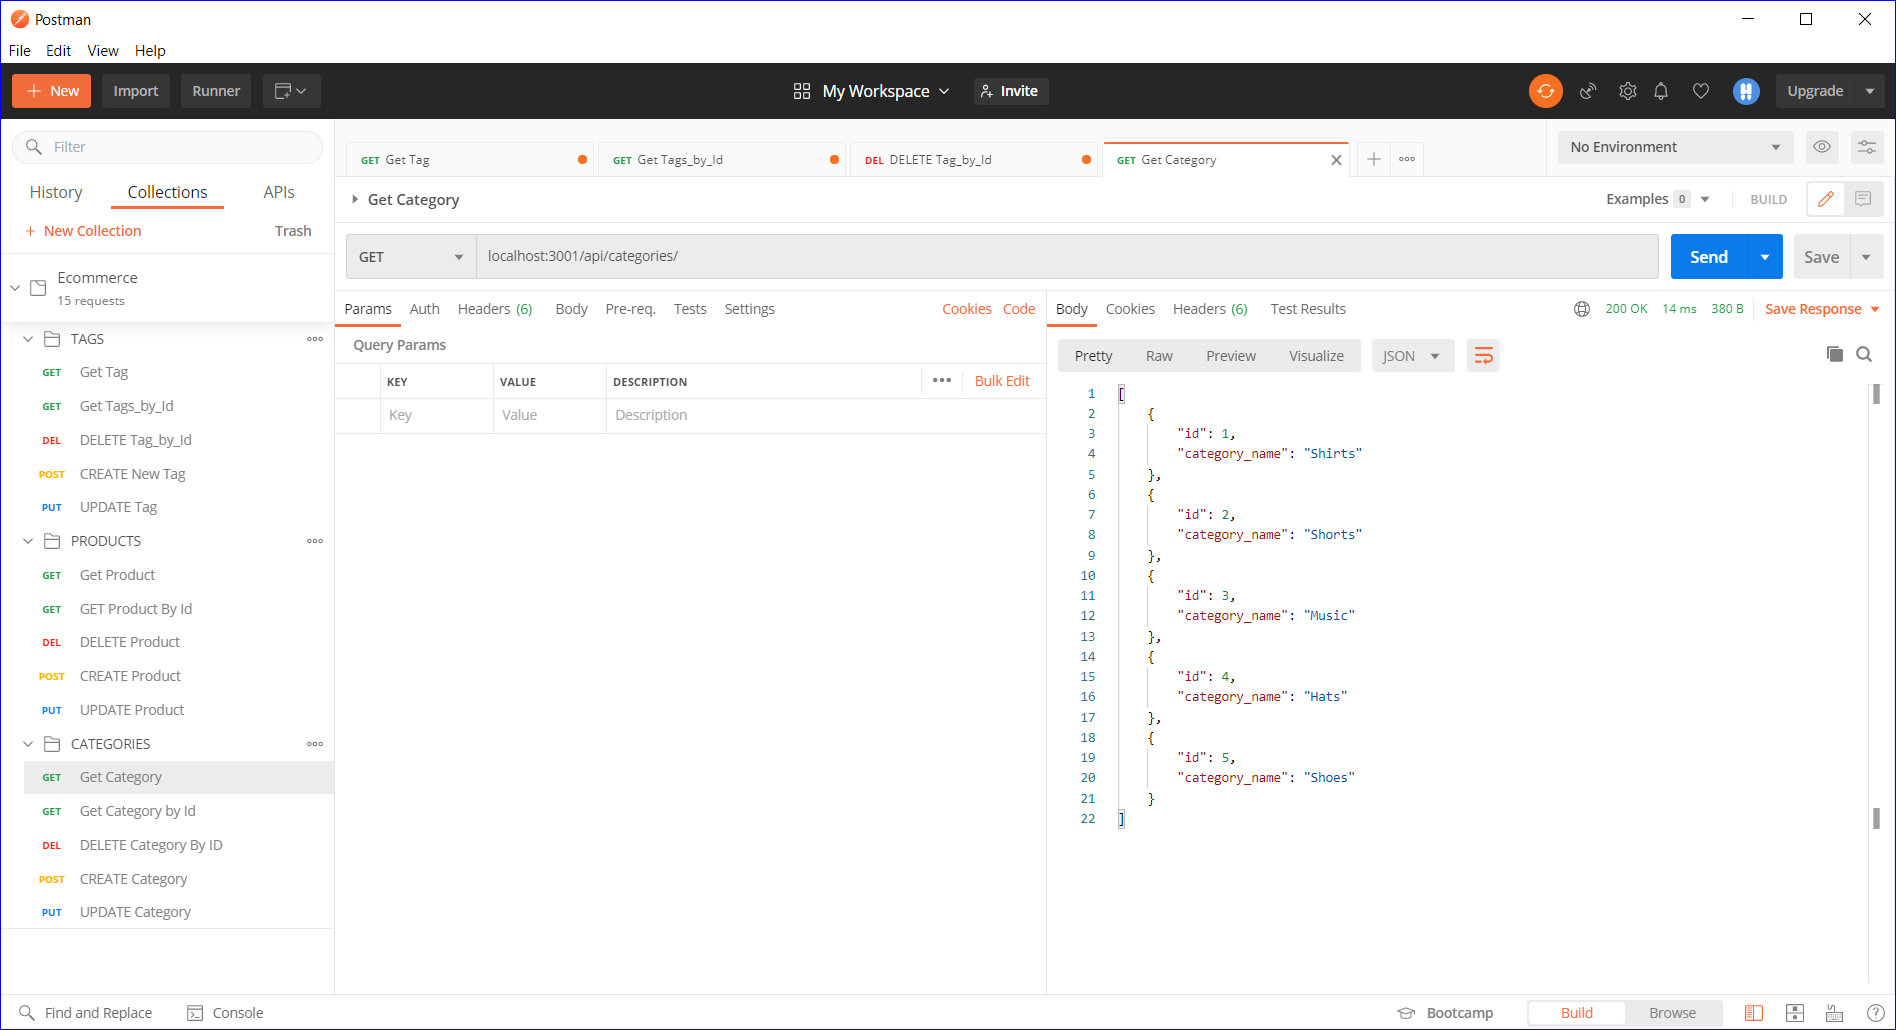 Postman
File Edit View Help
+ New Import Runner My Workspace Invite Upgrade
Filter
History Collections APIs
+ New Collection Trash
Ecommerce
15 requests
TAGS
GET Get Tag
GET Get Tags_by_Id
DEL DELETE Tag_by_Id
POST CREATE New Tag
PUT UPDATE Tag
PRODUCTS
GET Get Product
GET GET Product By Id
DEL DELETE Product
POST CREATE Product
PUT UPDATE Product
CATEGORIES
GET Get Category
GET Get Category by Id
DEL DELETE Category By ID
POST CREATE Category
PUT UPDATE Category
GET Get Tag GET Get Tags_by_Id DEL DELETE Tag_by_Id GET Get Category No Environment
Get Category Examples 0 BUILD
GET localhost:3001/api/categories/ Send Save
Params Auth Headers (6) Body Pre-req. Tests Settings Cookies Code
Query Params
KEY VALUE DESCRIPTION Bulk Edit
Key Value Description
Body Cookies Headers (6) Test Results 200 OK 14 ms 380 B Save Response
Pretty Raw Preview Visualize JSON
1 [
2 {
3 "id": 1,
4 "category_name": "Shirts"
5 },
6 {
7 "id": 2,
8 "category_name": "Shorts"
9 },
10 {
11 "id": 3,
12 "category_name": "Music"
13 },
14 {
15 "id": 4,
16 "category_name": "Hats"
17 },
18 {
19 "id": 5,
20 "category_name": "Shoes"
21 }
22 ]
Find and Replace Console Bootcamp Build Browse